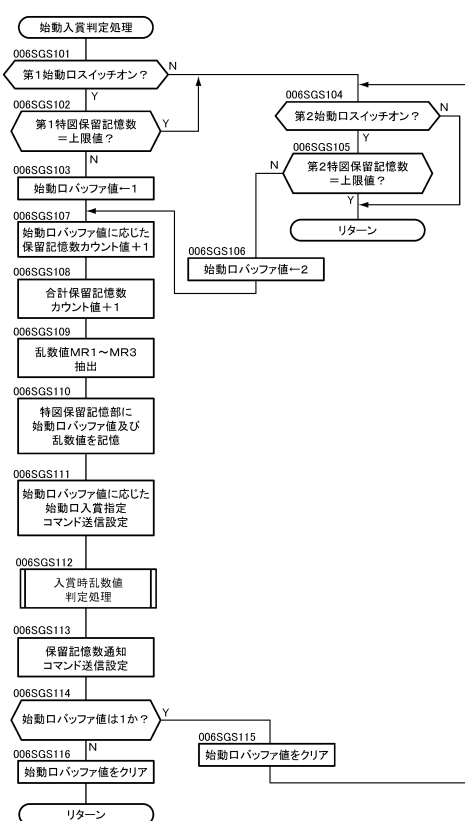 始動入賞判定処理
006SGS101
第1始動口スイッチオン？
N
Y
006SGS102
第1特図保留記憶数
＝上限値？
Y
N
006SGS103
始動口バッファ値←1
006SGS107
始動口バッファ値に応じた
保留記憶数カウント値＋1
006SGS108
合計保留記憶数
カウント値＋1
006SGS109
乱数値MR1～MR3
抽出
006SGS110
特図保留記憶部に
始動口バッファ値及び
乱数値を記憶
006SGS111
始動口バッファ値に応じた
始動口入賞指定
コマンド送信設定
006SGS112
入賞時乱数値
判定処理
006SGS113
保留記憶数通知
コマンド送信設定
006SGS114
始動口バッファ値は1か？
Y
N
006SGS116
始動口バッファ値をクリア
リターン
006SGS104
第2始動口スイッチオン？
N
Y
006SGS105
第2特図保留記憶数
＝上限値？
N
Y
リターン
006SGS106
始動口バッファ値←2
006SGS115
始動口バッファ値をクリア